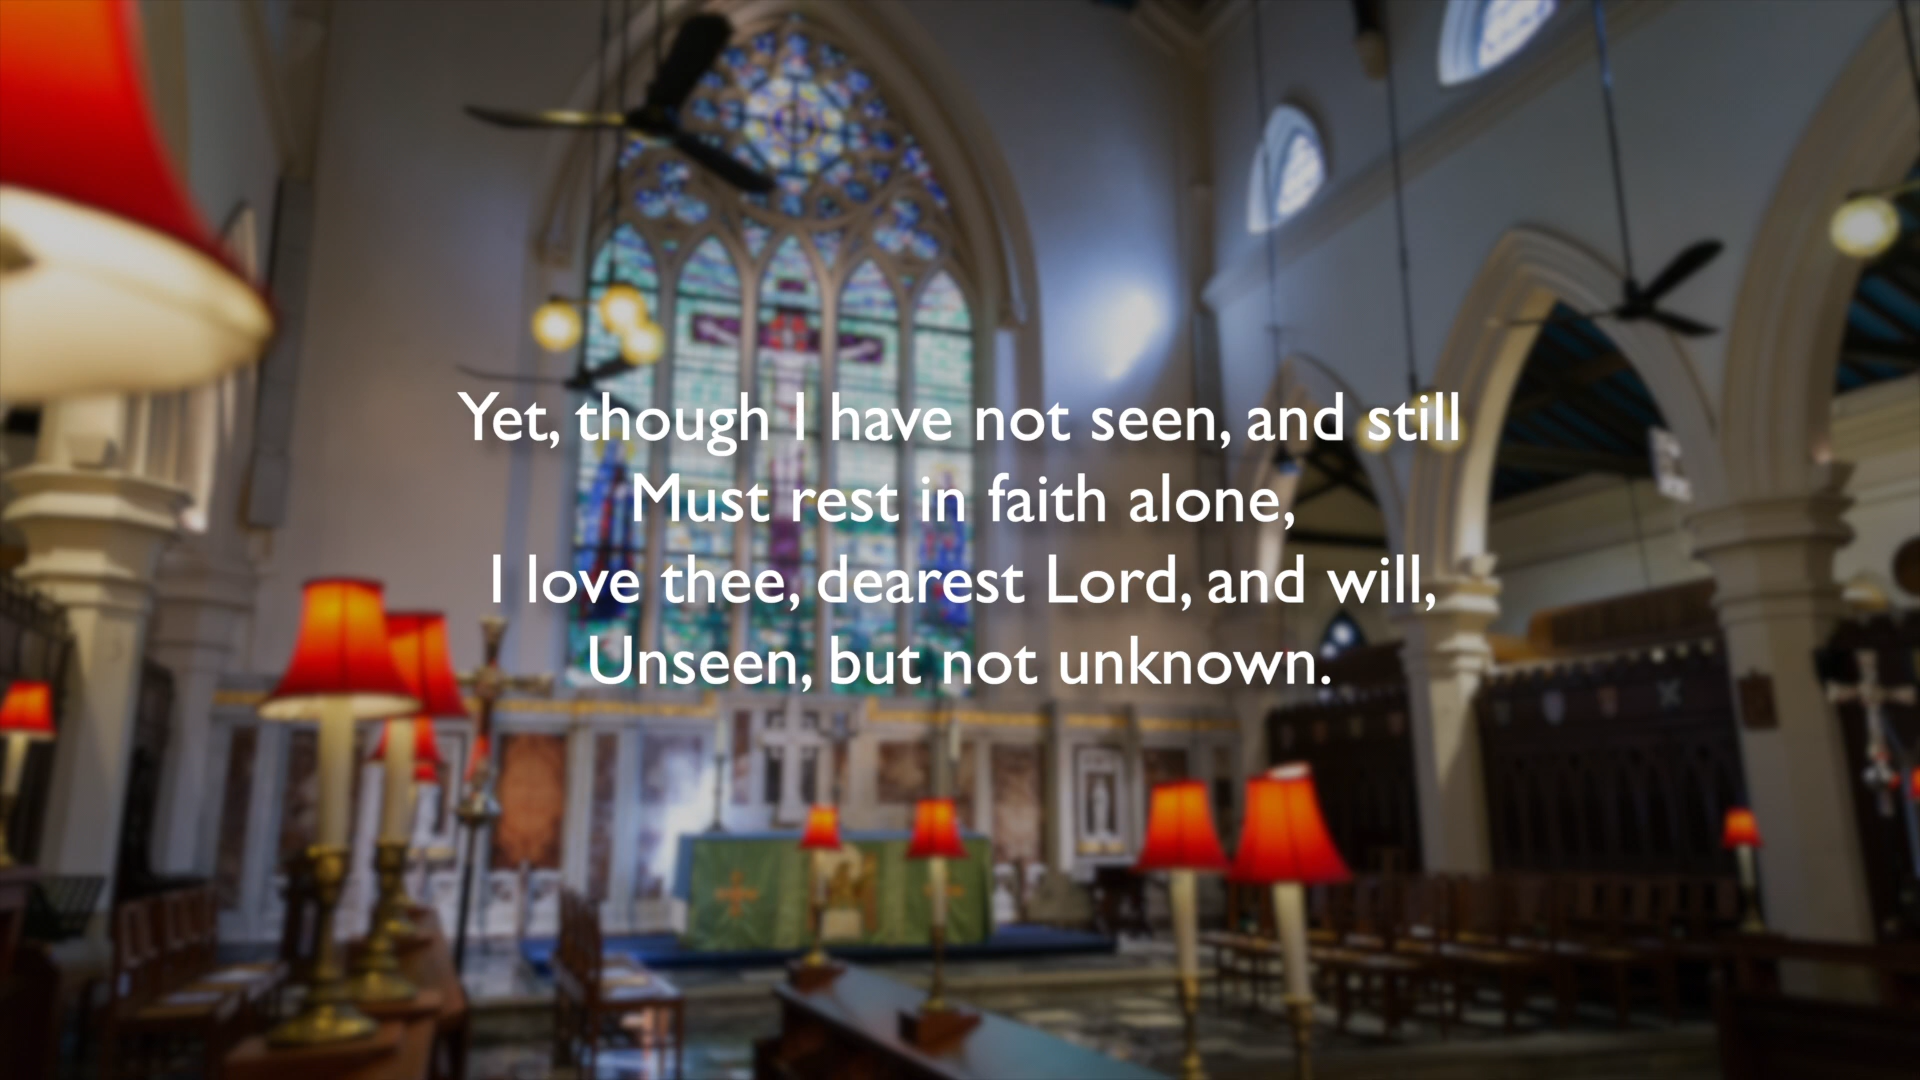 Yet, though I have not seen, and still
Must rest in faith alone,
I love thee, dearest Lord, and will,
Unseen, but not unknown.